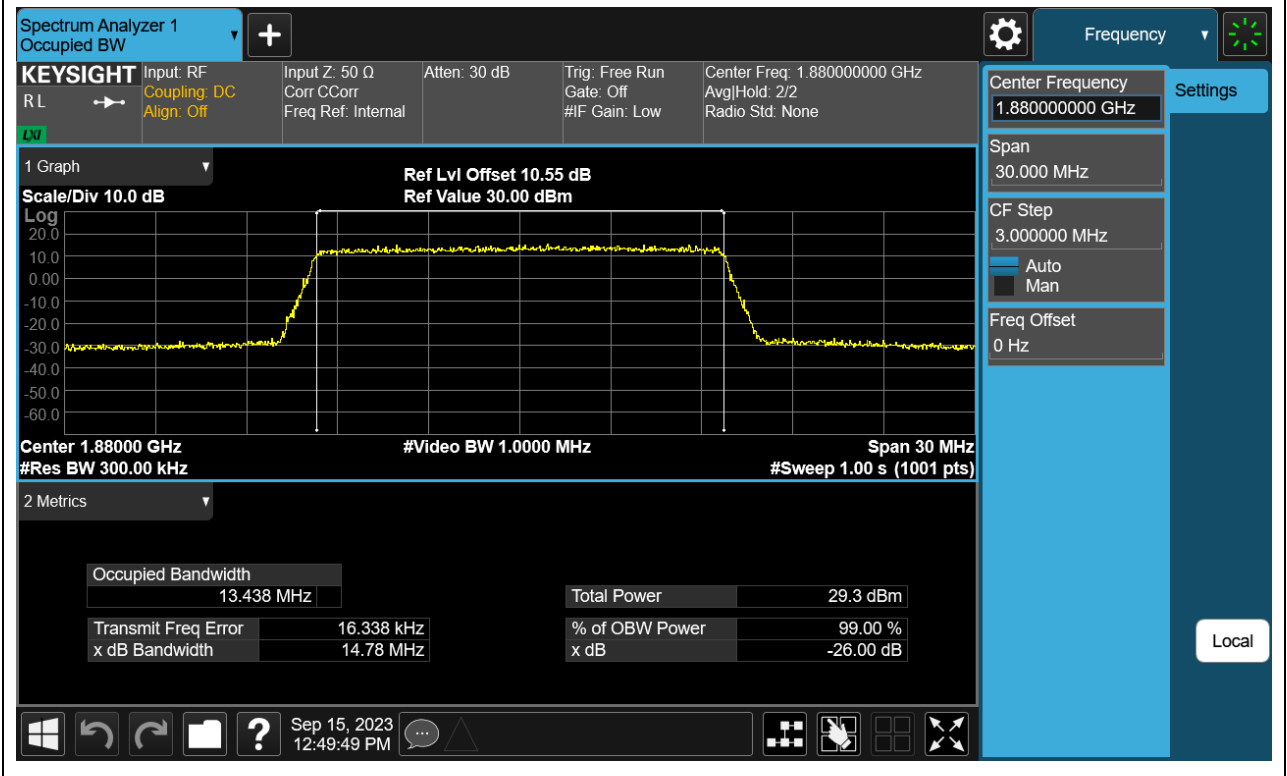 Spectrum Analyzer 1
Occupied BW
+
Frequency
KEYSIGHT
R L
LXI
Input: RF
Coupling: DC
Align: Off
Input Z: 50 Ω
Corr CCorr
Freq Ref: Internal
Atten: 30 dB
Trig: Free Run
Gate: Off
#IF Gain: Low
Center Freq: 1.880000000 GHz
Avg|Hold: 2/2
Radio Std: None
Center Frequency
1.880000000 GHz
Settings
Span
30.000 MHz
CF Step
3.000000 MHz
Auto
Man
Freq Offset
0 Hz
Local
1 Graph
Scale/Div 10.0 dB
Ref Lvl Offset 10.55 dB
Ref Value 30.00 dBm
Log
20.0
10.0
0.00
-10.0
-20.0
-30.0
-40.0
-50.0
-60.0
Center 1.88000 GHz
#Video BW 1.0000 MHz
Span 30 MHz
#Res BW 300.00 kHz
#Sweep 1.00 s (1001 pts)
2 Metrics
Occupied Bandwidth
13.438 MHz
Total Power 29.3 dBm
Transmit Freq Error 16.338 kHz
% of OBW Power 99.00 %
x dB Bandwidth 14.78 MHz
x dB -26.00 dB
?
Sep 15, 2023
12:49:49 PM